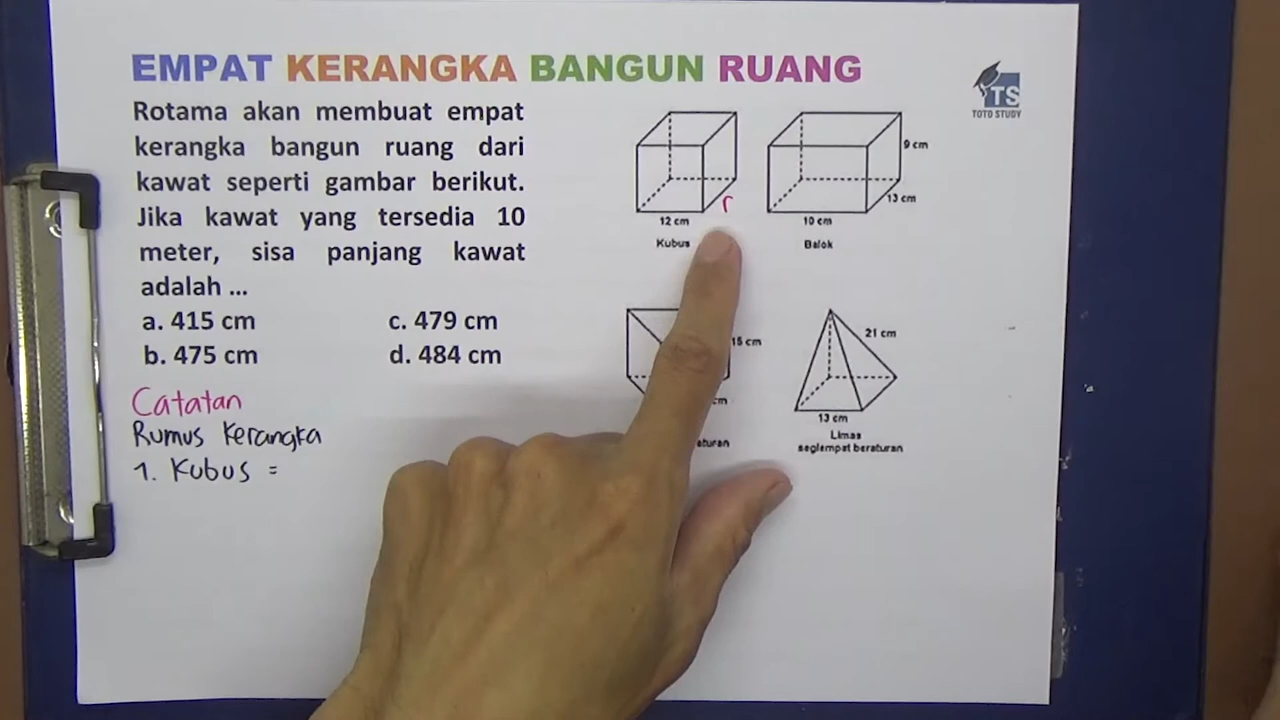 EMPAT KERANGKA BANGUN RUANG
Rotama akan membuat empat
kerangka bangun ruang dari
kawat seperti gambar berikut.
Jika kawat yang tersedia 10
meter, sisa panjang kawat
adalah ...
a. 415 cm
c. 479 cm
b. 475 cm
d. 484 cm
Catatan
Rumus Kerangka
1. Kubus =
TS
TOTO STUDY
r
12 cm
Kubus
9 cm
13 cm
10 cm
Balok
15 cm
cm
aturan
21 cm
13 cm
Limas
segiempat beraturan